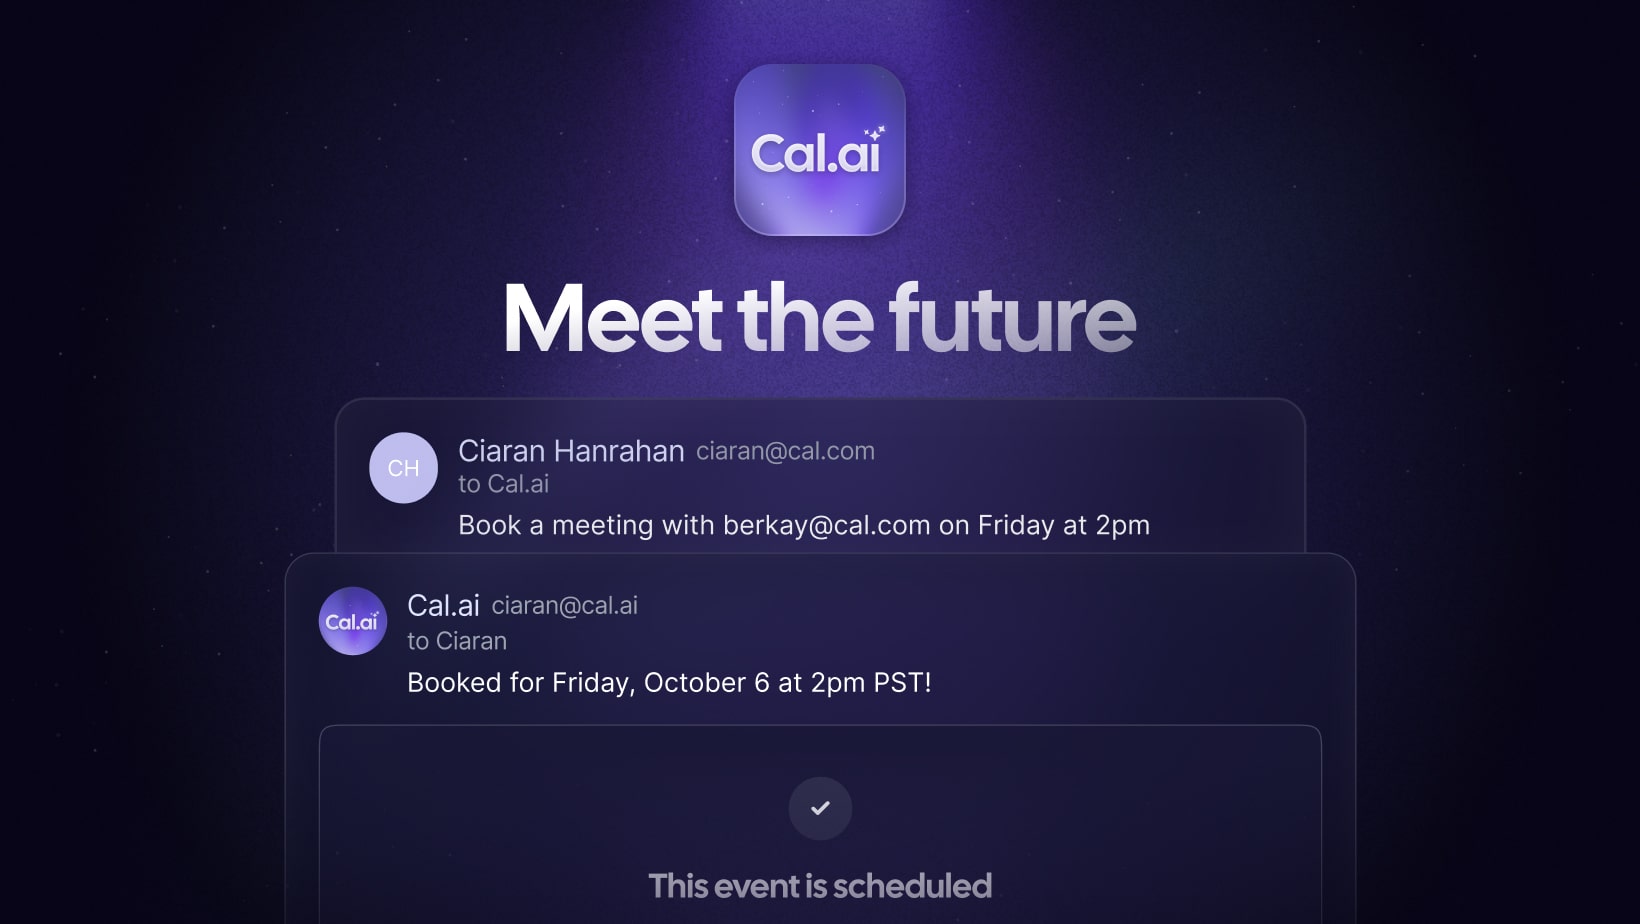 Cal.ai
Meet the future
CH
Ciaran Hanrahan ciaran@cal.com
to Cal.ai
Book a meeting with berkay@cal.com on Friday at 2pm
Cal.ai
Cal.ai ciaran@cal.ai
to Ciaran
Booked for Friday, October 6 at 2pm PST!
This event is scheduled